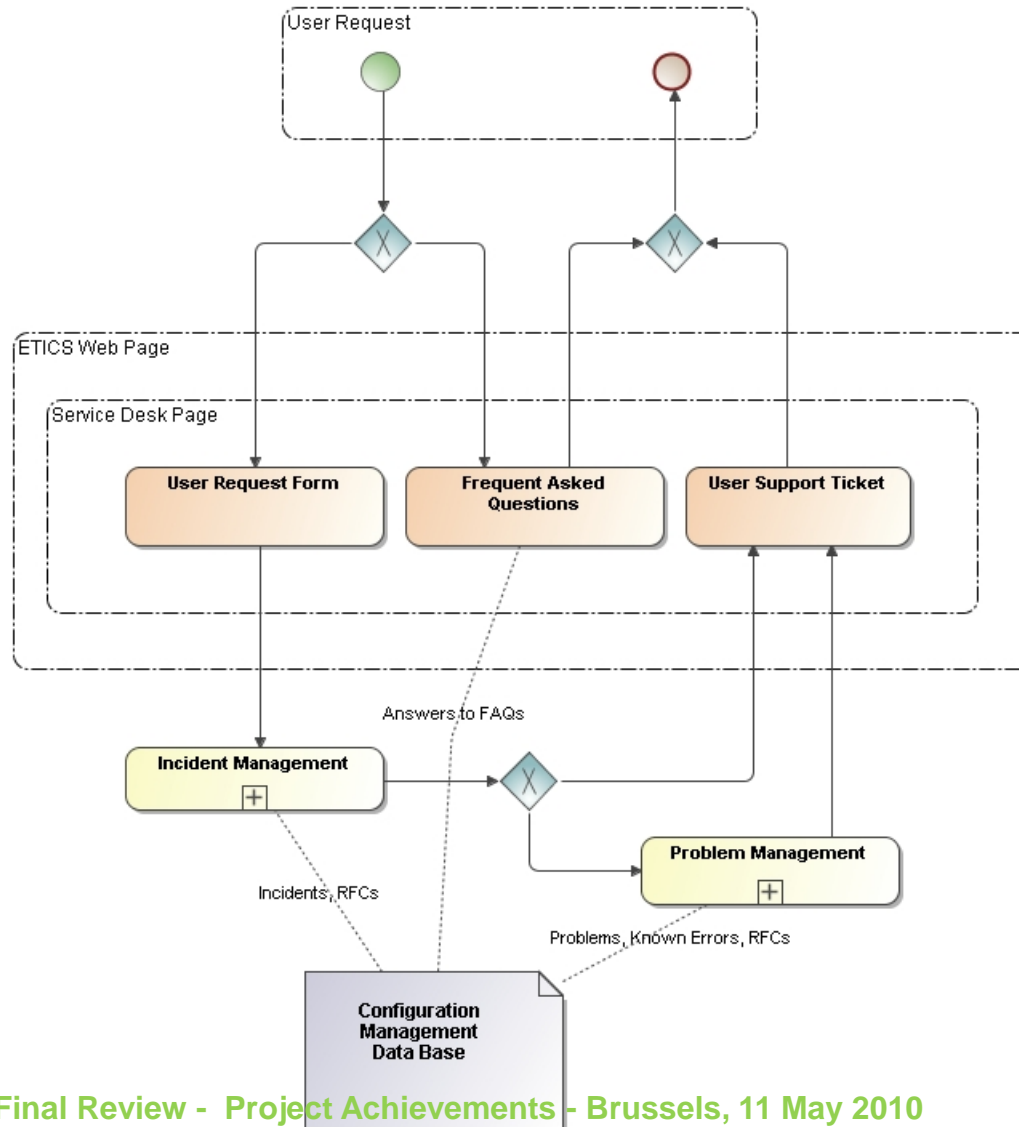 User Request
ETICS Web Page
Service Desk Page
User Request Form
Frequent Asked
Questions
User Support Ticket
Answers to FAQs
Incident Management
Problem Management
Incidents, RFCs
Problems, Known Errors, RFCs
Configuration
Management
Data Base
Final Review - Project Achievements - Brussels, 11 May 2010